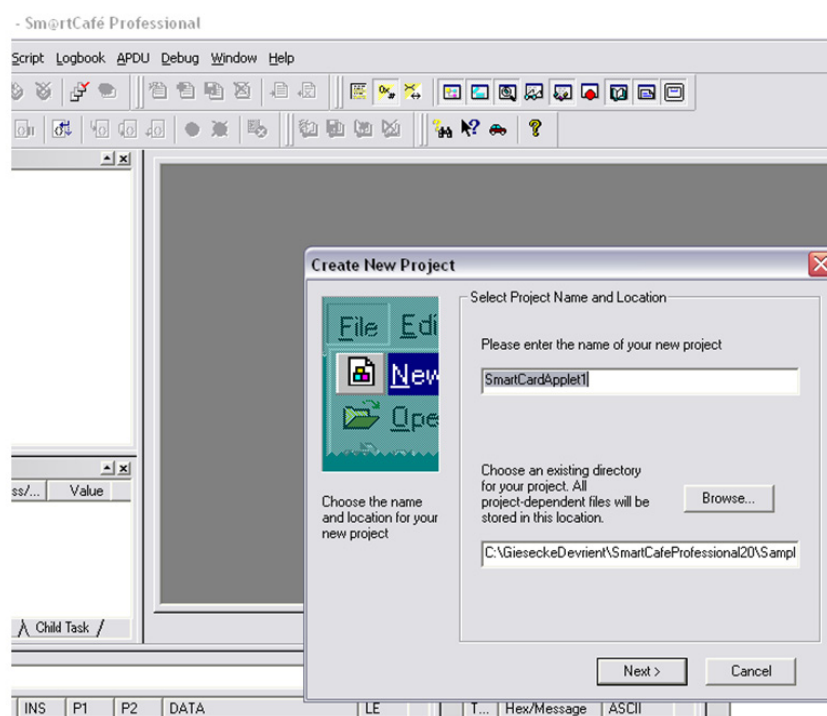 - Sm@rtCafé Professional
Script Logbook APDU Debug Window Help
Create New Project
File Edi
New
Ope
Choose the name
and location for your
new project
Select Project Name and Location
Please enter the name of your new project
SmartCardApplet1
Choose an existing directory
for your project. All
project-dependent files will be
stored in this location.
Browse...
C:\GieseckeDevrient\SmartCafeProfessional20\Sampl
Next >
Cancel
ss/... Value
Child Task
INS P1 P2 DATA LE T... Hex/Message ASCII